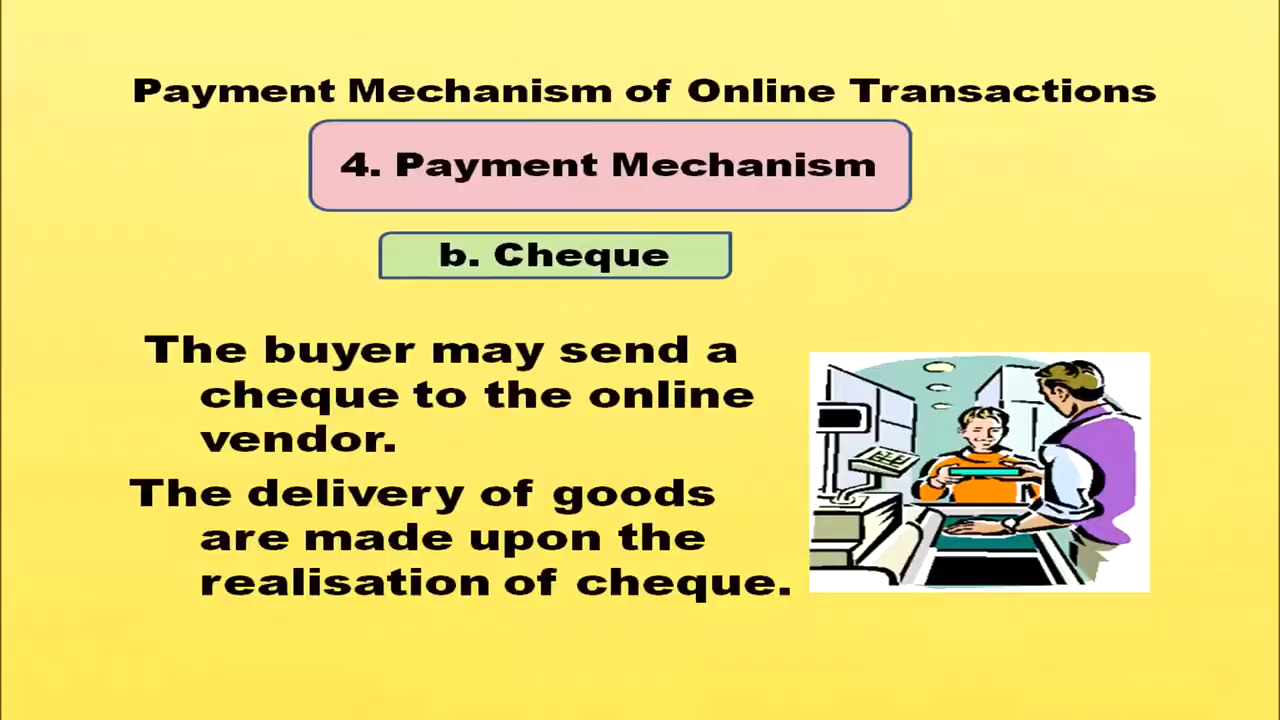 Payment Mechanism of Online Transactions
4. Payment Mechanism
b. Cheque
The buyer may send a
cheque to the online
vendor.
The delivery of goods
are made upon the
realisation of cheque.